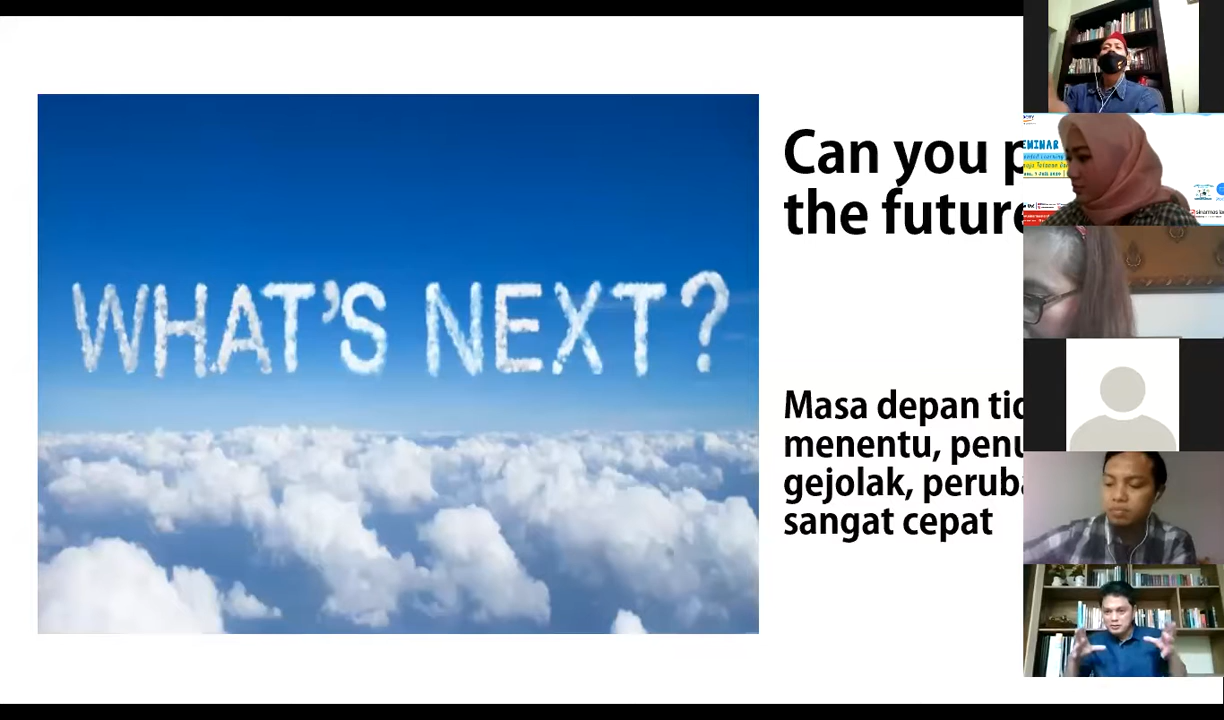 WHAT'S NEXT?
Can you p
the future
Masa depan tid
menentu, penu
gejolak, peruba
sangat cepat